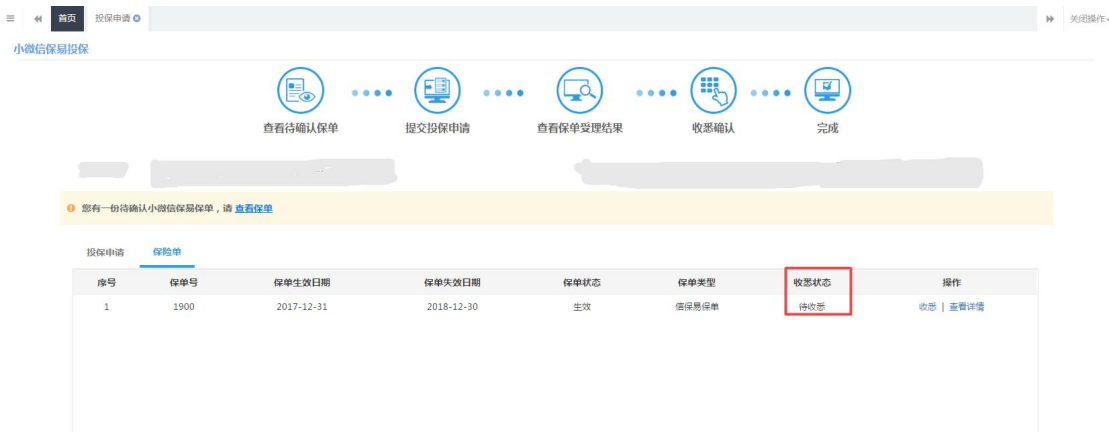 首页 投保申请 关闭操作
小微信保易投保
查看待确认保单 提交投保申请 查看保单受理结果 收悉确认 完成
您有一份待确认小微信保易保单，请 查看保单
投保申请 保险单
序号 保单号 保单生效日期 保单失效日期 保单状态 保单类型 收悉状态 操作
1 1900 2017-12-31 2018-12-30 生效 信保易保单 待收悉 收悉 | 查看详情